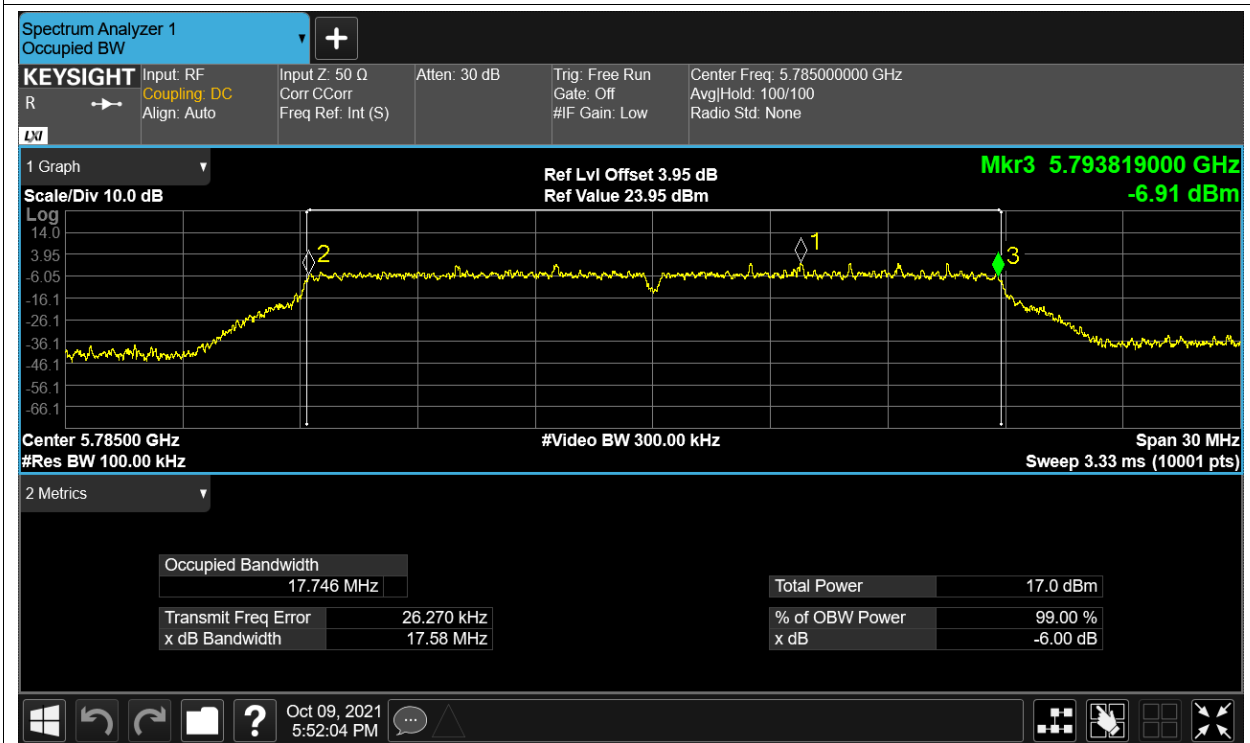 Spectrum Analyzer 1
Occupied BW
KEYSIGHT
R
LXI
Input: RF
Coupling: DC
Align: Auto
Input Z: 50 Ω
Corr CCorr
Freq Ref: Int (S)
Atten: 30 dB
Trig: Free Run
Gate: Off
#IF Gain: Low
Center Freq: 5.785000000 GHz
Avg|Hold: 100/100
Radio Std: None
1 Graph
Scale/Div 10.0 dB
Ref Lvl Offset 3.95 dB
Ref Value 23.95 dBm
Mkr3 5.793819000 GHz
-6.91 dBm
Log
14.0
3.95
-6.05
-16.1
-26.1
-36.1
-46.1
-56.1
-66.1
2
1
3
Center 5.78500 GHz
#Res BW 100.00 kHz
#Video BW 300.00 kHz
Span 30 MHz
Sweep 3.33 ms (10001 pts)
2 Metrics
Occupied Bandwidth
17.746 MHz
Transmit Freq Error 26.270 kHz
x dB Bandwidth 17.58 MHz
Total Power 17.0 dBm
% of OBW Power 99.00 %
x dB -6.00 dB
?
Oct 09, 2021
5:52:04 PM